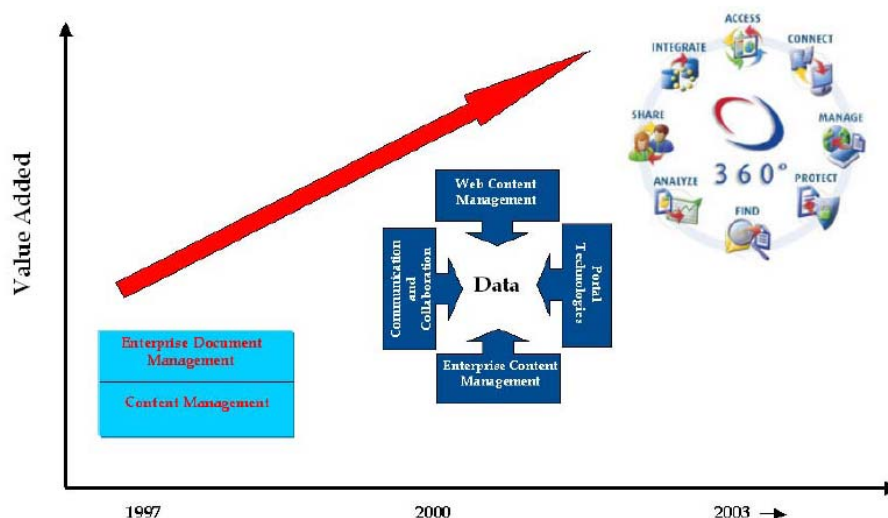 Value Added
Enterprise Document
Management
Content Management
Web Content
Management
Communication
and
Collaboration
Data
Portal
Technologies
Enterprise Content
Management
ACCESS
CONNECT
INTEGRATE
SHARE
MANAGE
360°
ANALYZE
PROTECT
FIND
1997
2000
2003